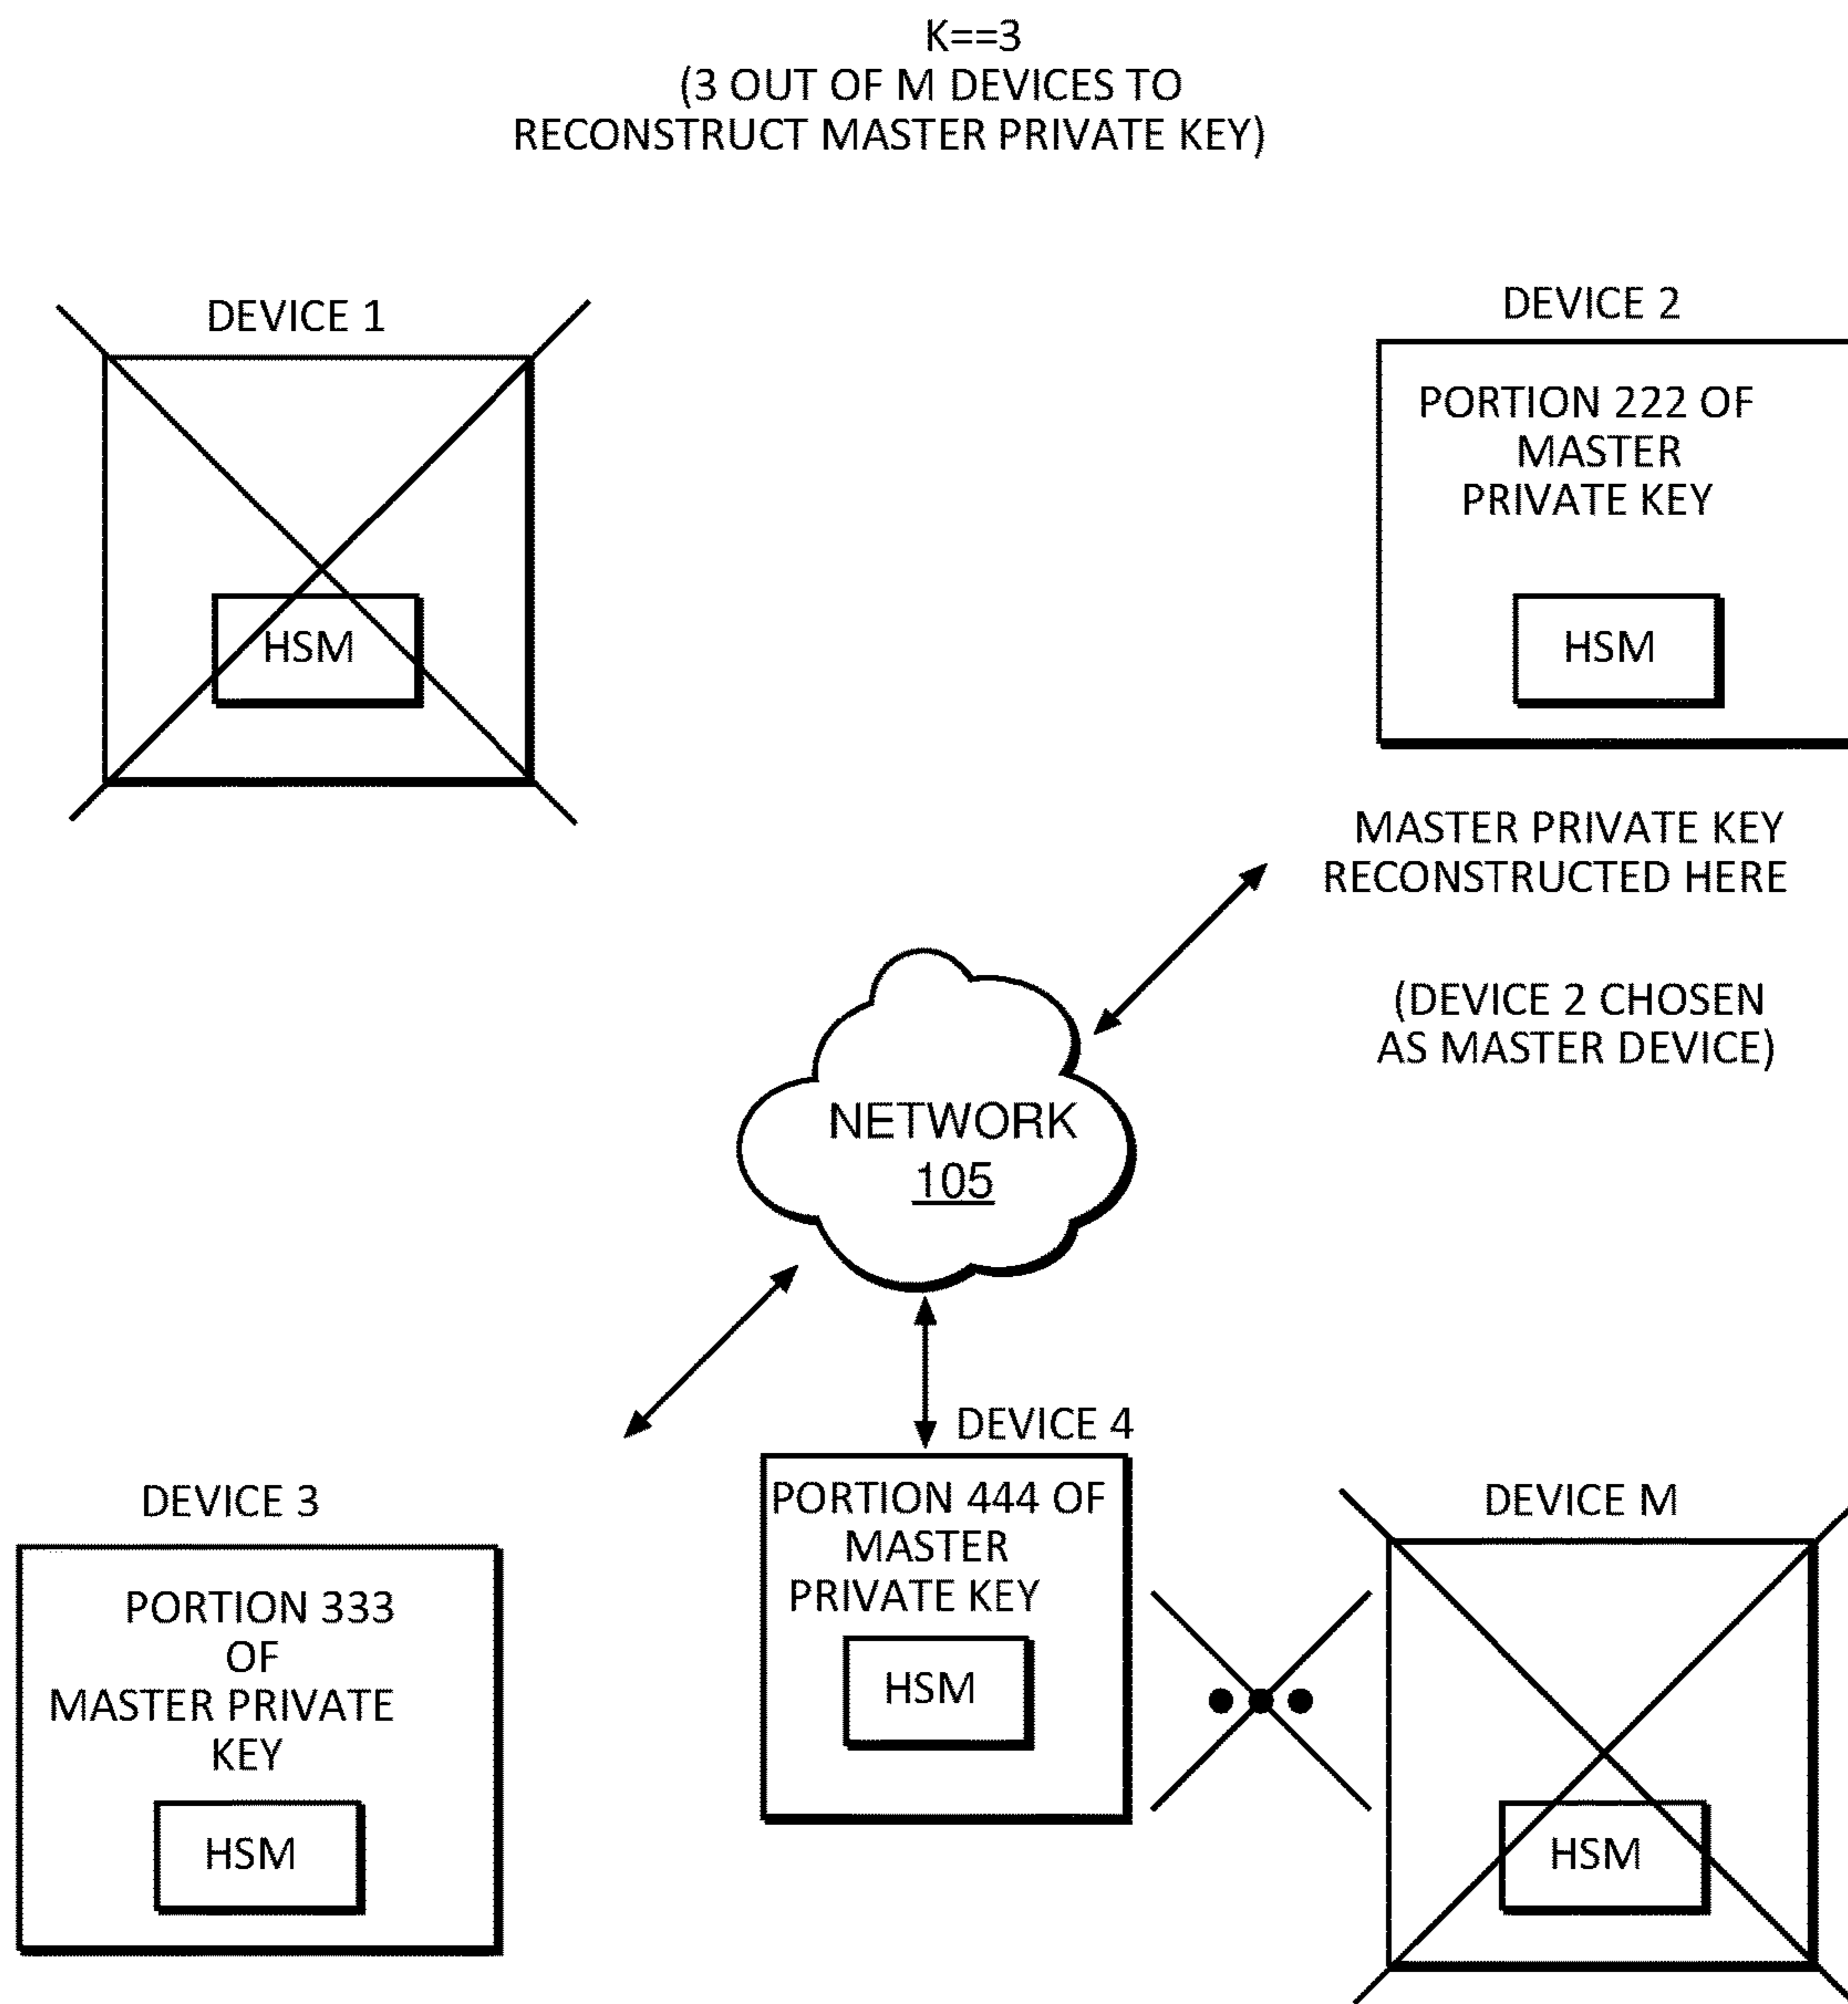 K==3
(3 OUT OF M DEVICES TO
RECONSTRUCT MASTER PRIVATE KEY)
DEVICE 1
HSM
DEVICE 2
PORTION 222 OF
MASTER
PRIVATE KEY
HSM
MASTER PRIVATE KEY
RECONSTRUCTED HERE
(DEVICE 2 CHOSEN
AS MASTER DEVICE)
NETWORK
105
DEVICE 3
PORTION 333
OF
MASTER PRIVATE
KEY
HSM
DEVICE 4
PORTION 444 OF
MASTER
PRIVATE KEY
HSM
DEVICE M
HSM